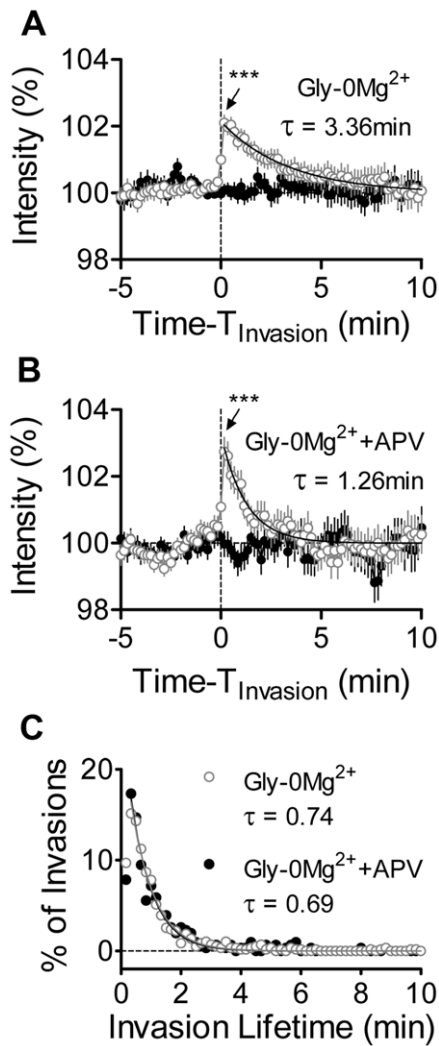 A
104
102
100
98
Intensity (%)
***
Gly-0Mg²⁺
τ = 3.36min
-5 0 5 10
Time-T_Invasion (min)
B
104
102
100
98
Intensity (%)
***
Gly-0Mg²⁺+APV
τ = 1.26min
-5 0 5 10
Time-T_Invasion (min)
C
20
10
0
% of Invasions
Gly-0Mg²⁺
τ = 0.74
Gly-0Mg²⁺+APV
τ = 0.69
0 2 4 6 8 10
Invasion Lifetime (min)